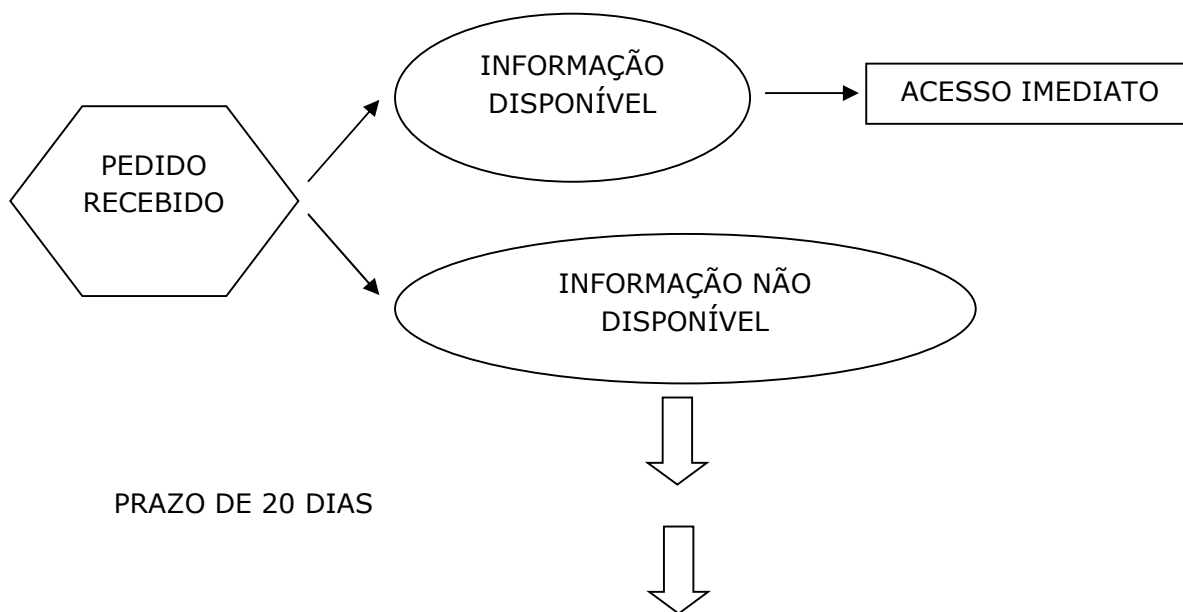 INFORMAÇÃO
DISPONÍVEL
ACESSO IMEDIATO
PEDIDO
RECEBIDO
INFORMAÇÃO NÃO
DISPONÍVEL
PRAZO DE 20 DIAS